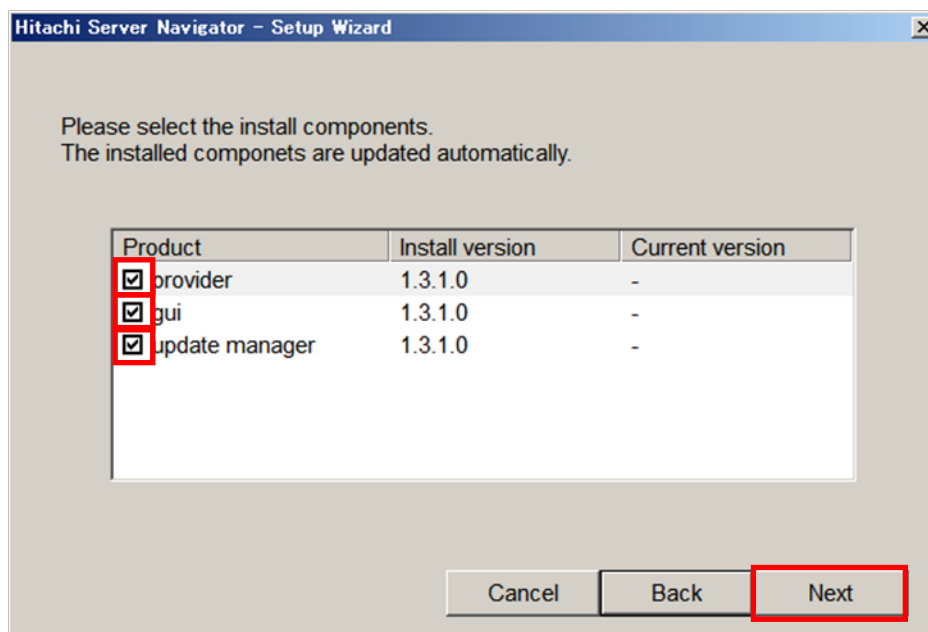 Hitachi Server Navigator - Setup Wizard
Please select the install components.
The installed componets are updated automatically.
Product Install version Current version
provider 1.3.1.0 -
gui 1.3.1.0 -
update manager 1.3.1.0 -
Cancel Back Next